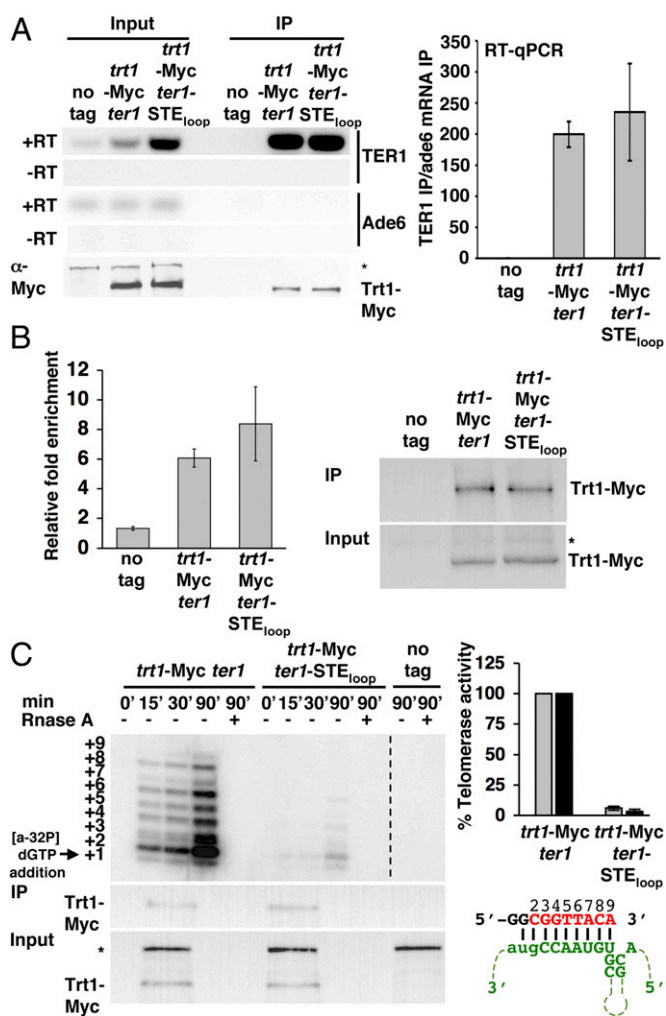 A
Input
IP
no tag
trt1 -Myc ter1
trt1 -Myc ter1- STEloop
no tag
trt1 -Myc ter1
trt1 -Myc ter1- STEloop
+RT
-RT
TER1
+RT
-RT
Ade6
α-Myc
*
Trt1-Myc
RT-qPCR
TER1 IP/ade6 mRNA IP
350
300
250
200
150
100
50
0
no tag
trt1 -Myc ter1
trt1 -Myc ter1- STEloop
B
Relative fold enrichment
12
10
8
6
4
2
0
no tag
trt1- Myc ter1
trt1- Myc ter1- STEloop
no tag
trt1- Myc ter1
trt1- Myc ter1- STEloop
IP
Trt1-Myc
Input
*
Trt1-Myc
C
trt1-Myc ter1
trt1-Myc ter1-STEloop
no tag
min 0' 15' 30' 90' 90' 0' 15' 30' 90' 90' 90' 90'
Rnase A - - - - + - - - - + - +
+9
+8
+7
+6
+5
+4
+3
+2
+1
[a-32P]
dGTP
addition
IP
Trt1-Myc
Input
*
Trt1-Myc
% Telomerase activity
125
100
75
50
25
0
trt1-Myc ter1
trt1-Myc ter1- STEloop
23456789
5'-GGCGGTTACA 3'
augCCAAUGU A
G C
C G
3' 5'